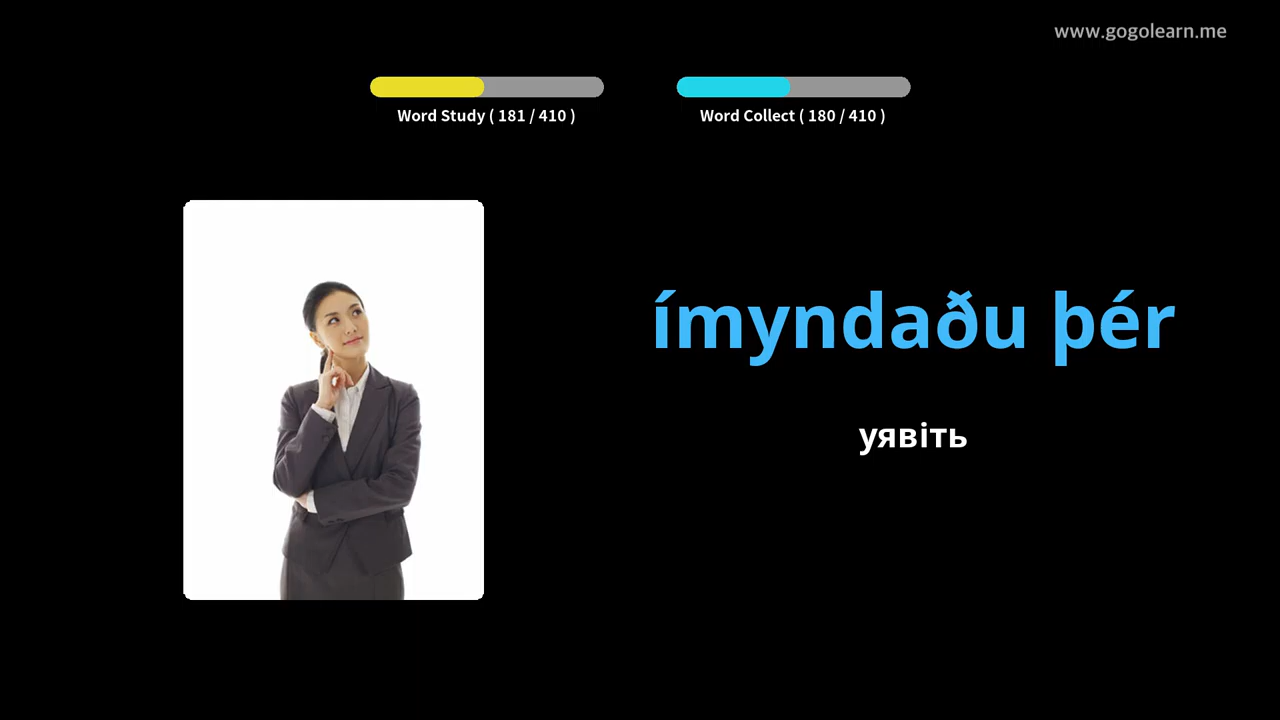 www.gogolearn.me
Word Study ( 181 / 410 )
Word Collect ( 180 / 410 )
ímyndaðu þér
уявіть